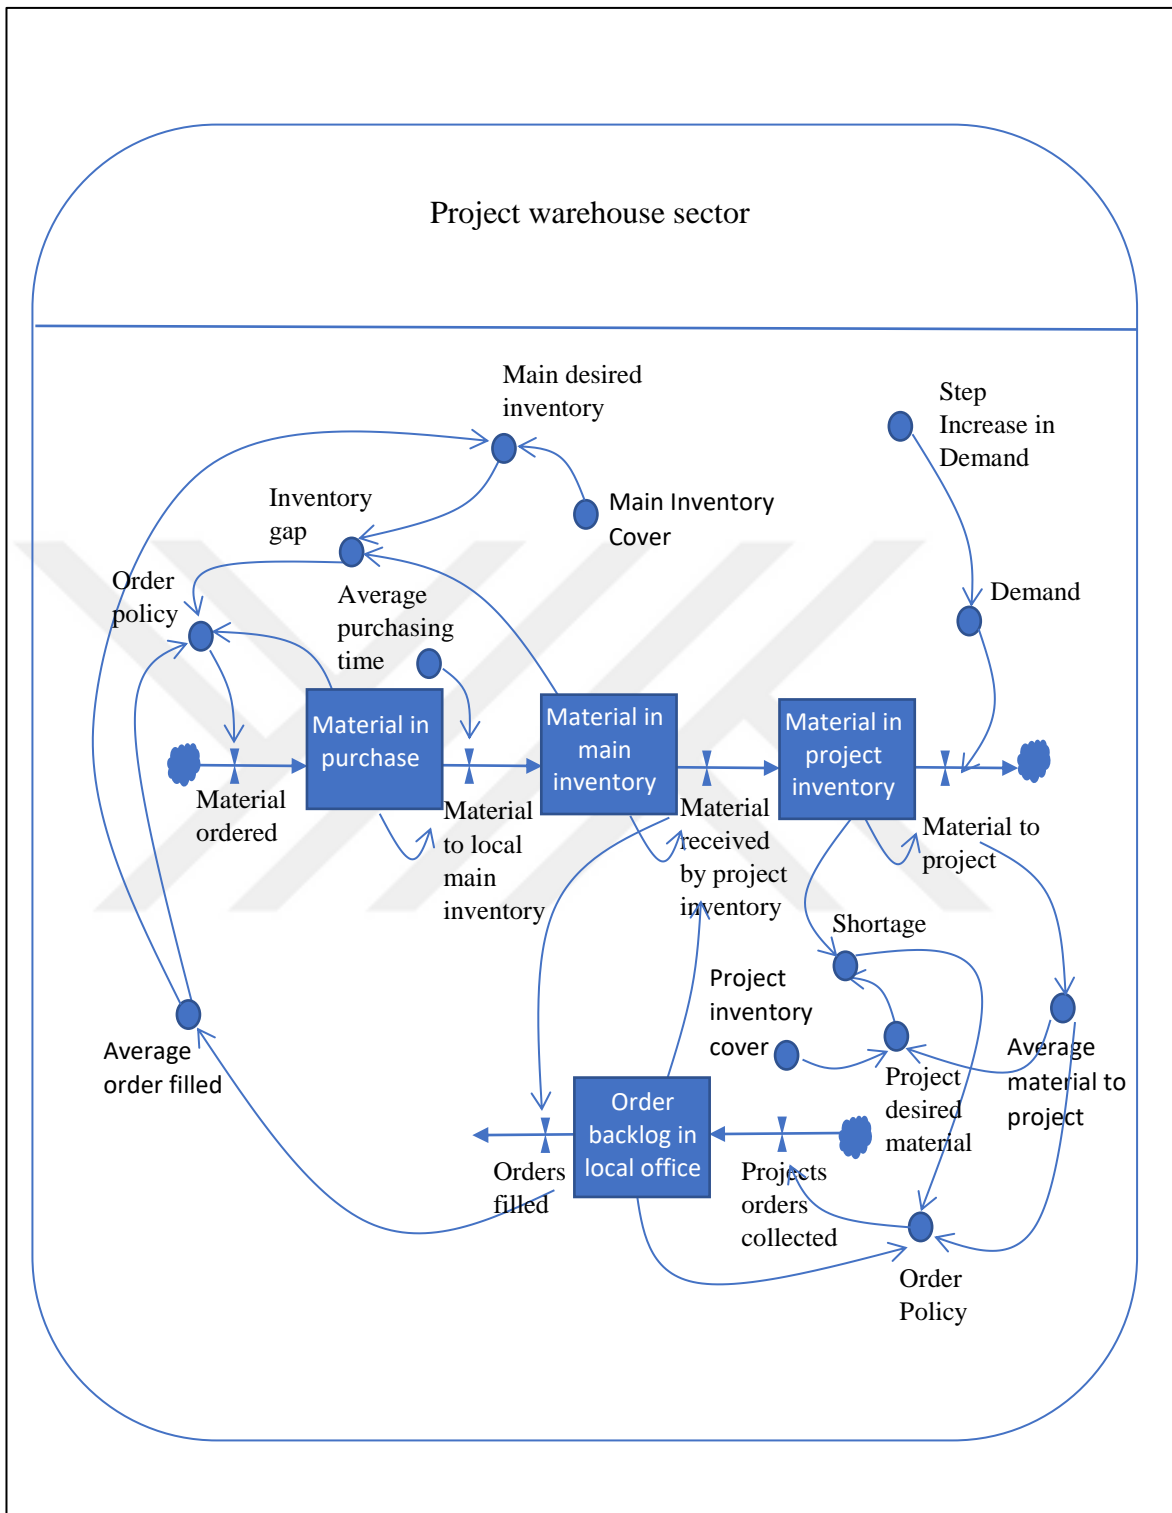 Project warehouse sector
Main desired
inventory
Step
Increase in
Demand
Inventory
gap
Main Inventory
Cover
Order
policy
Average
purchasing
time
Demand
Material in
purchase
Material in
main
inventory
Material in
project
inventory
Material
ordered
Material
to local
main
inventory
Material
received
by project
inventory
Material to
project
Shortage
Project
inventory
cover
Average
order filled
Average
material to
project
Project
desired
material
Order
backlog in
local office
Orders
filled
Projects
orders
collected
Order
Policy